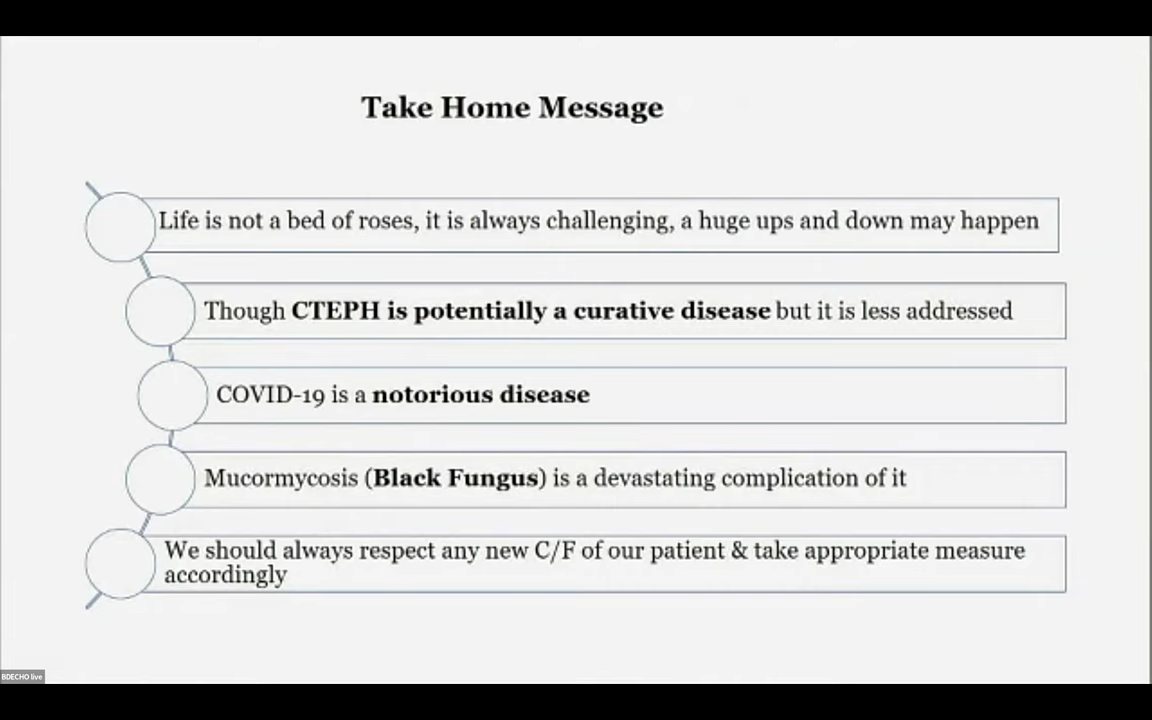 Take Home Message
Life is not a bed of roses, it is always challenging, a huge ups and down may happen
Though CTEPH is potentially a curative disease but it is less addressed
COVID-19 is a notorious disease
Mucormycosis (Black Fungus) is a devastating complication of it
We should always respect any new C/F of our patient & take appropriate measure
accordingly
BDECHO live